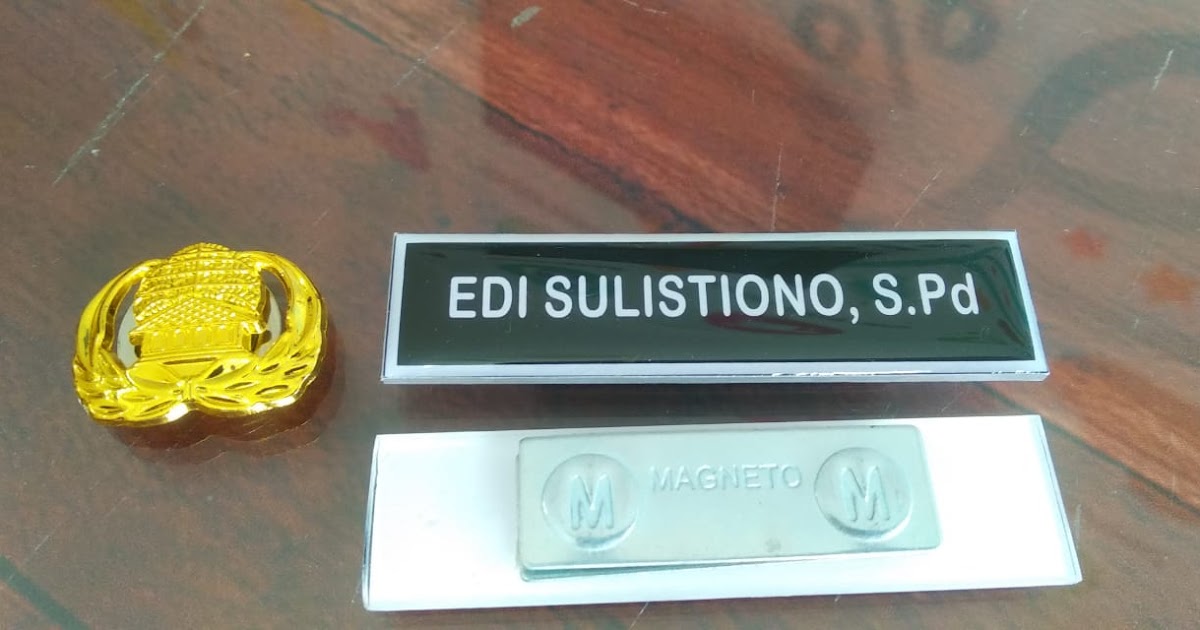 EDI SULISTIONO, S.Pd
M MAGNETO M